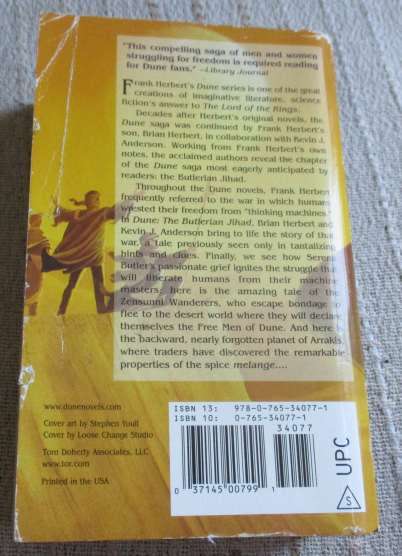 "This compelling saga of men and women
struggling for freedom is required reading
for Dune fans." —Library Journal
Frank Herbert's Dune series is one of the great
creations of imaginative literature, science
fiction's answer to The Lord of the Rings.
Decades after Herbert's original novels, the
Dune saga was continued by Frank Herbert's
son, Brian Herbert, in collaboration with Kevin J.
Anderson. Working from Frank Herbert's own
notes, the acclaimed authors reveal the chapter
of the Dune saga most eagerly anticipated by
readers: the Butlerian Jihad.
Throughout the Dune novels, Frank Herbert
frequently referred to the war in which humans
wrested their freedom from "thinking machines."
In Dune: The Butlerian Jihad, Brian Herbert and
Kevin J. Anderson bring to life the story of that
war, a tale previously seen only in tantalizing
hints and clues. Finally, we see how Serena
Butler's passionate grief ignites the struggle that
will liberate humans from their machine
masters; here is the amazing tale of the
Zensunni Wanderers, who escape bondage to
flee to the desert world where they will declare
themselves the Free Men of Dune. And here is
the backward, nearly forgotten planet of Arrakis,
where traders have discovered the remarkable
properties of the spice melange....
www.dunenovels.com
Cover art by Stephen Youll
Cover by Loose Change Studio
Tom Doherty Associates, LLC
www.tor.com
Printed in the USA
ISBN 13: 978-0-765-34077-1
ISBN 10: 0-765-34077-1
34077
0 37145 00799 1
S UPC